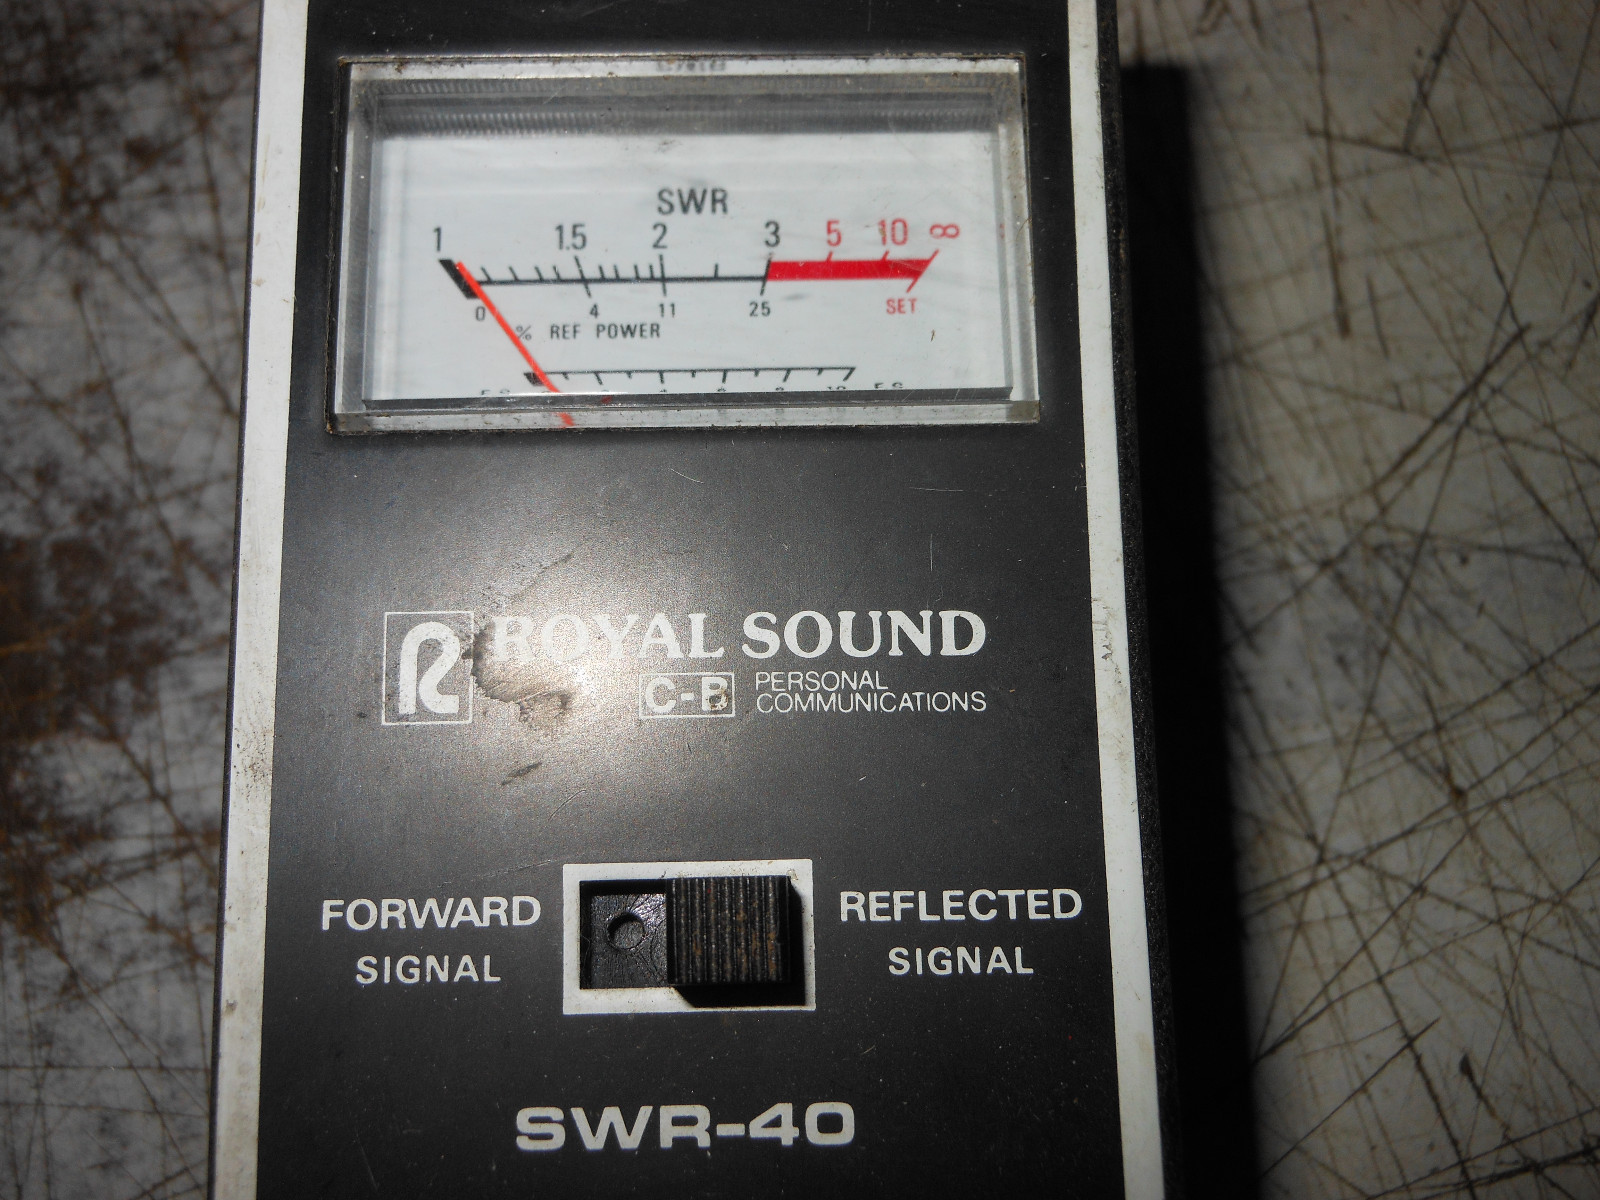 SWR
1 1.5 2 3 5 10 ∞
0 4 11 25 SET
% REF POWER
R ROYAL SOUND
C-B PERSONAL
COMMUNICATIONS
FORWARD
SIGNAL
REFLECTED
SIGNAL
SWR-40